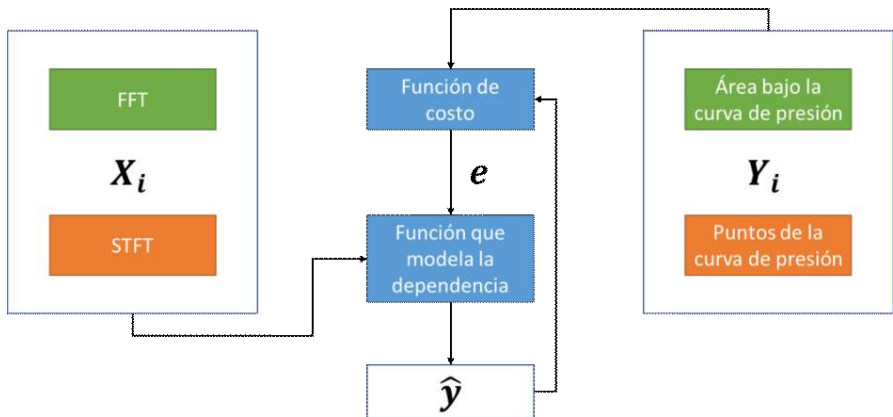 FFT
X_i
STFT
Función de
costo
e
Función que
modela la
dependencia
ŷ
Área bajo la
curva de presión
Y_i
Puntos de la
curva de presión